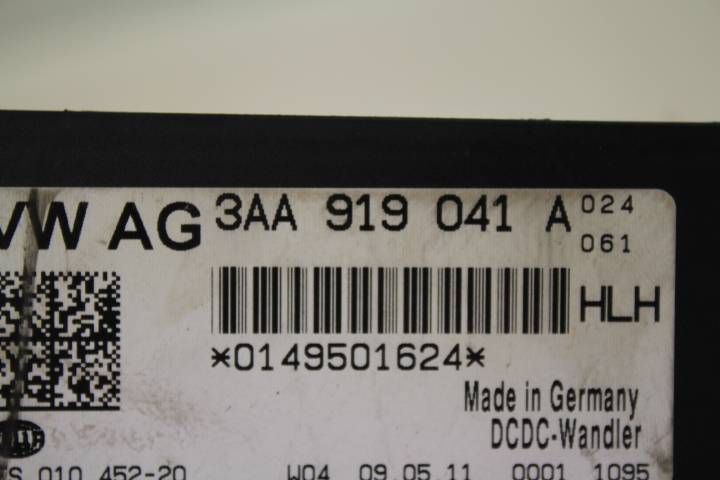 VW AG 3AA 919 041 A 024
061
HLH
*0149501624*
Made in Germany
DCDC-Wandler
S 010 452-20 W04 09.05.11 0001 1095